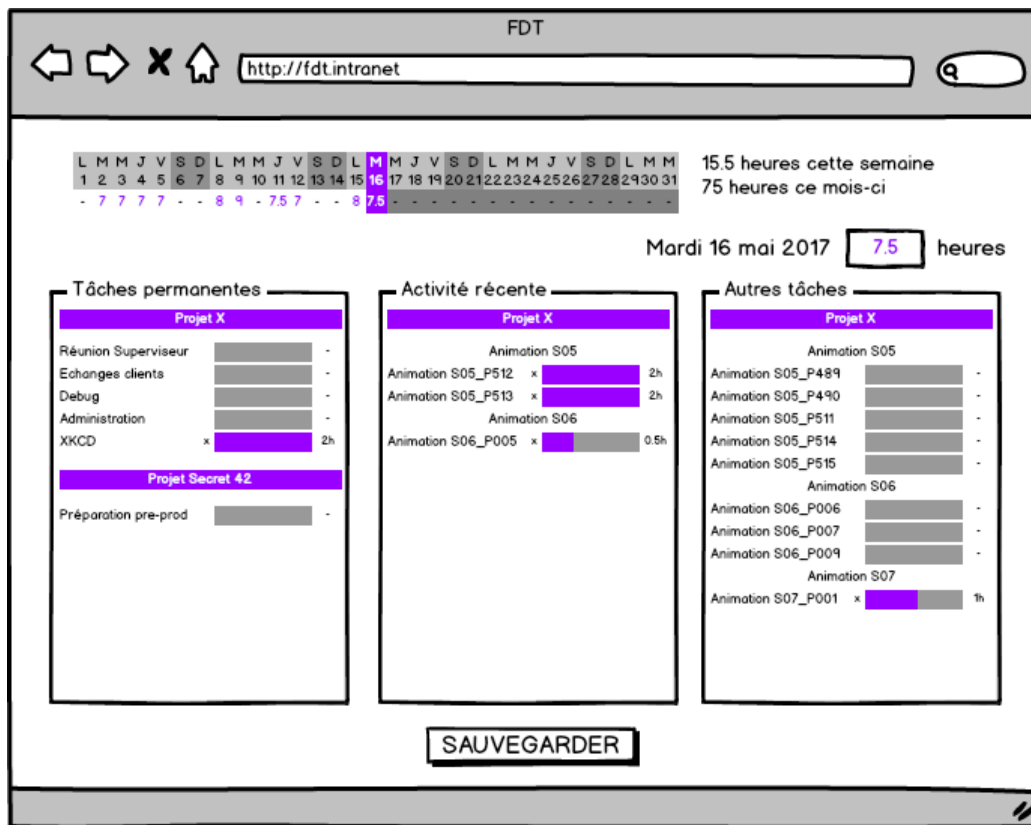 FDT
http://fdt.intranet
L M M J V S D L M M J V S D L M M J V S D L M M J V S D L M M
1 2 3 4 5 6 7 8 9 10 11 12 13 14 15 16 17 18 19 20 21 22 23 24 25 26 27 28 29 30 31
- 7 7 7 7 - - 8 9 - 7.5 7 - - 8 7.5 - - - - - - - - - - - - - - -
15.5 heures cette semaine
75 heures ce mois-ci
Mardi 16 mai 2017 7.5 heures
Tâches permanentes
Projet X
Réunion Superviseur -
Echanges clients -
Debug -
Administration -
XKCD x 2h
Projet Secret 42
Préparation pre-prod -
Activité récente
Projet X
Animation S05
Animation S05_P512 x 2h
Animation S05_P513 x 2h
Animation S06
Animation S06_P005 x 0.5h
Autres tâches
Projet X
Animation S05
Animation S05_P489 -
Animation S05_P490 -
Animation S05_P511 -
Animation S05_P514 -
Animation S05_P515 -
Animation S06
Animation S06_P006 -
Animation S06_P007 -
Animation S06_P009 -
Animation S07
Animation S07_P001 x 1h
SAUVEGARDER